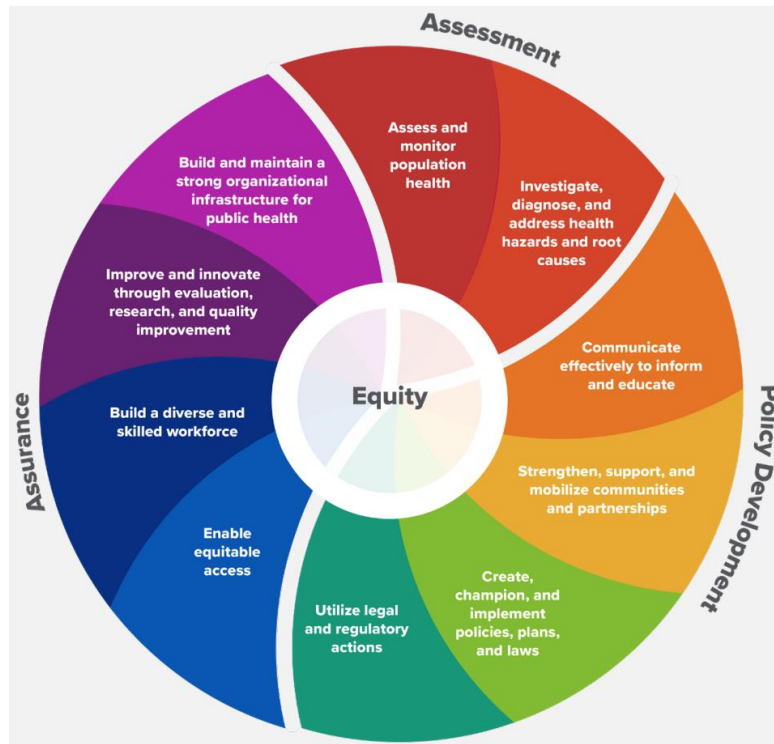 Assessment
Assess and
monitor
population
health
Investigate,
diagnose, and
address health
hazards and root
causes
Policy Development
Communicate
effectively to inform
and educate
Strengthen, support, and
mobilize communities
and partnerships
Create,
champion, and
implement
policies, plans,
and laws
Utilize legal
and regulatory
actions
Assurance
Enable
equitable
access
Build a diverse and
skilled workforce
Improve and innovate
through evaluation,
research, and quality
improvement
Build and maintain a
strong organizational
infrastructure for
public health
Equity